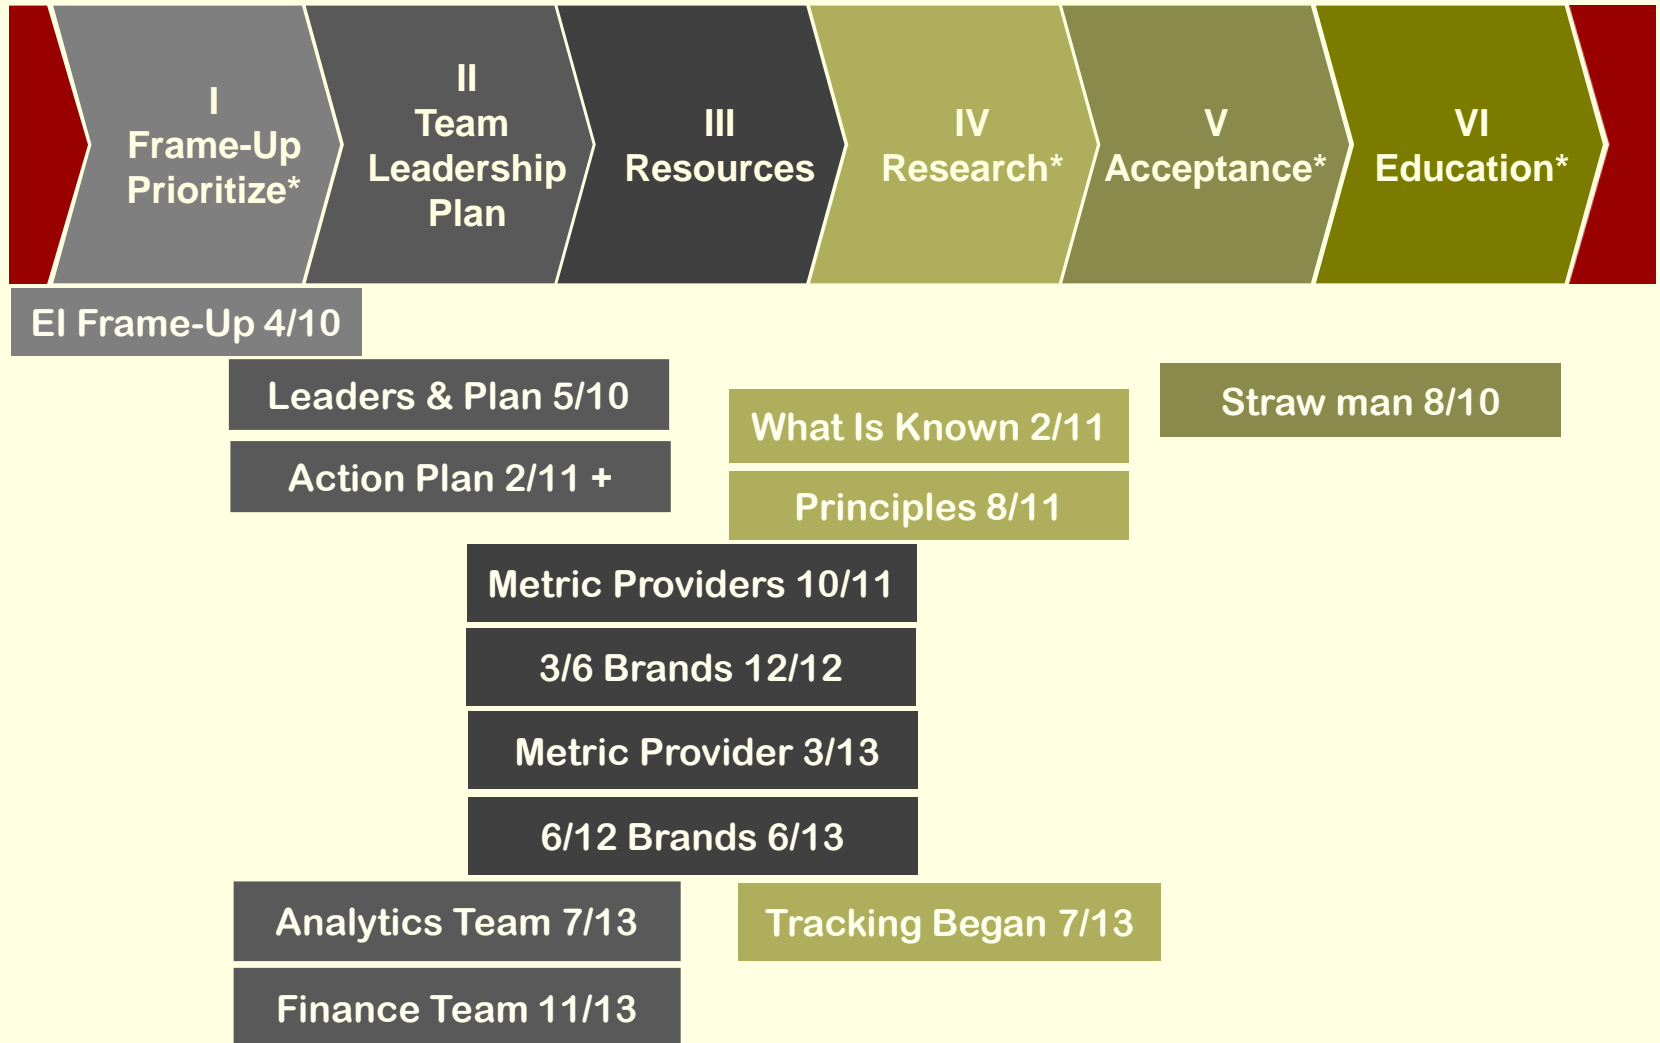 I
Frame-Up
Prioritize*
II
Team
Leadership
Plan
III
Resources
IV
Research*
V
Acceptance*
VI
Education*
EI Frame-Up 4/10
Leaders & Plan 5/10
Action Plan 2/11 +
What Is Known 2/11
Principles 8/11
Straw man 8/10
Metric Providers 10/11
3/6 Brands 12/12
Metric Provider 3/13
6/12 Brands 6/13
Analytics Team 7/13
Tracking Began 7/13
Finance Team 11/13